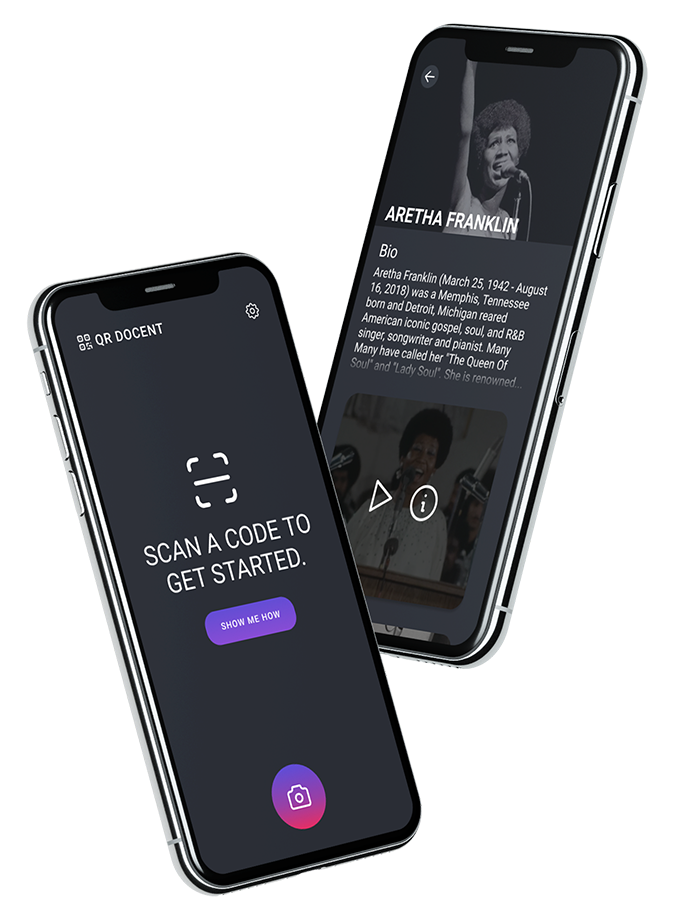 QR DOCENT
SCAN A CODE TO
GET STARTED.
SHOW ME HOW
ARETHA FRANKLIN
Bio
Aretha Franklin (March 25, 1942 - August
16, 2018) was a Memphis, Tennessee
born and Detroit, Michigan reared
American iconic gospel, soul, and R&B
singer, songwriter and pianist. Many
Many have called her "The Queen Of
Soul" and "Lady Soul". She is renowned...